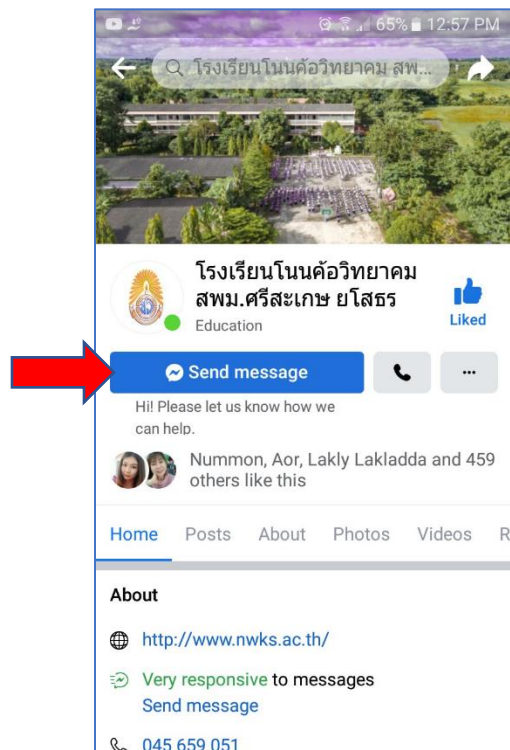 65% 12:57 PM
โรงเรียนโนนค้อวิทยาคม สพ...
โรงเรียนโนนค้อวิทยาคม
สพม.ศรีสะเกษ ยโสธร
Education
Liked
Send message
Hi! Please let us know how we
can help.
Nummon, Aor, Lakly Lakladda and 459
others like this
Home Posts About Photos Videos R
About
http://www.nwks.ac.th/
Very responsive to messages
Send message
045 659 051